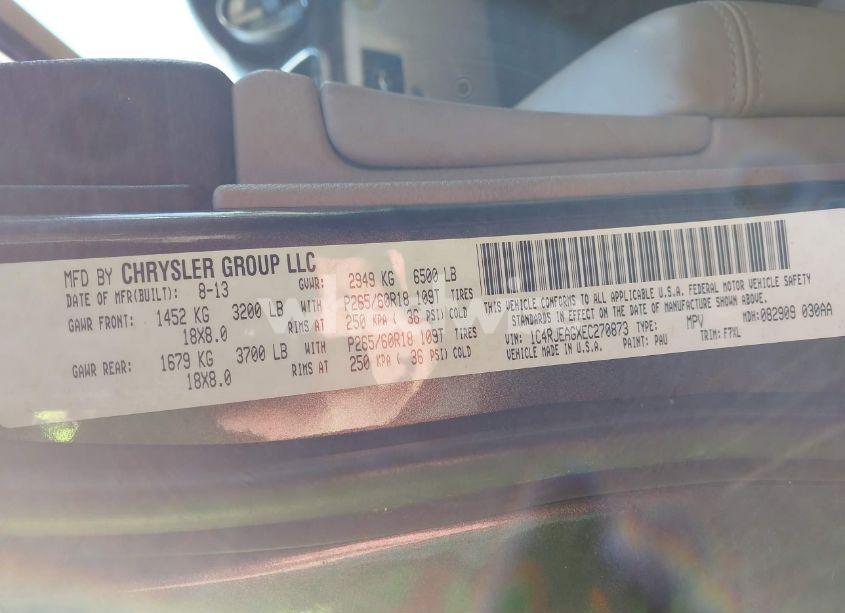 MFD BY CHRYSLER GROUP LLC
DATE OF MFR(BUILT): 8-13 GVWR: 2949 KG 6500 LB
GAWR FRONT: 1452 KG 3200 LB WITH P265/60R18 109T TIRES
18X8.0 RIMS AT 250 KPA ( 36 PSI) COLD
GAWR REAR: 1679 KG 3700 LB WITH P265/60R18 109T TIRES
18X8.0 RIMS AT 250 KPA ( 36 PSI) COLD
THIS VEHICLE CONFORMS TO ALL APPLICABLE U.S.A. FEDERAL MOTOR VEHICLE SAFETY
STANDARDS IN EFFECT ON THE DATE OF MANUFACTURE SHOWN ABOVE.
VIN: 1C4RJEAGXEC270873 TYPE: MPV MDH: 082909 030AA
VEHICLE MADE IN U.S.A. PAINT: PAU TRIM: F7XL